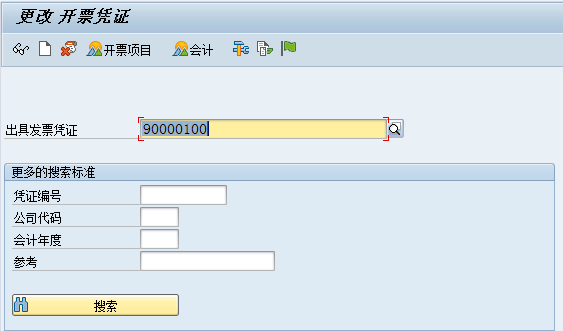 更改 开票凭证
开票项目 会计
出具发票凭证 90000100
更多的搜索标准
凭证编号
公司代码
会计年度
参考
搜索